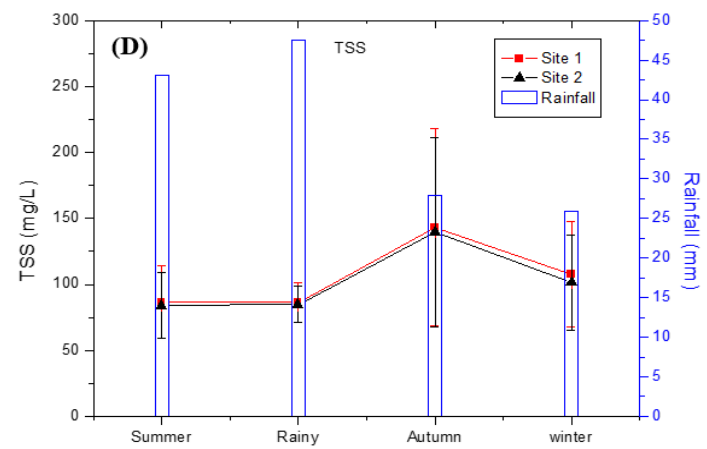 (D)
TSS
Site 1
Site 2
Rainfall
TSS (mg/L)
300
250
200
150
100
50
0
50
45
40
35
30
25
20
15
10
5
0
Rainfall (mm)
Summer Rainy Autumn winter